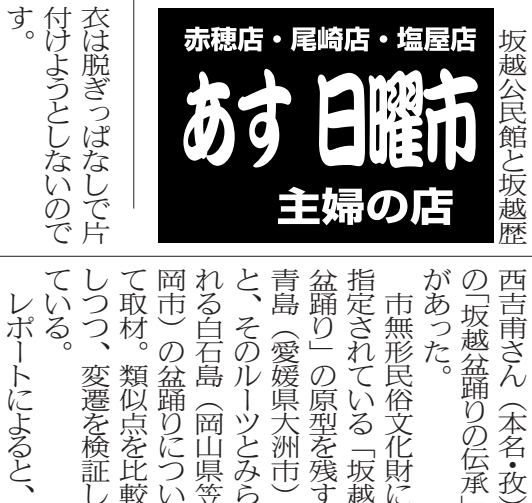 坂越公民館と坂越歴
赤穂店・尾崎店・塩屋店
あす 日曜市
主婦の店
衣は脱ぎっぱなしで片
付けようとしないので
す。
西吉甫さん（本名・孜）
の「坂越盆踊りの伝承」
があった。
市無形民俗文化財に
指定されている「坂越
盆踊り」の原型を残す
青島（愛媛県大洲市）
と、そのルーツとみら
れる白石島（岡山県笠
岡市）の盆踊りについ
て取材。類似点を比較
しつつ、変遷を検証し
ている。
レポートによると、